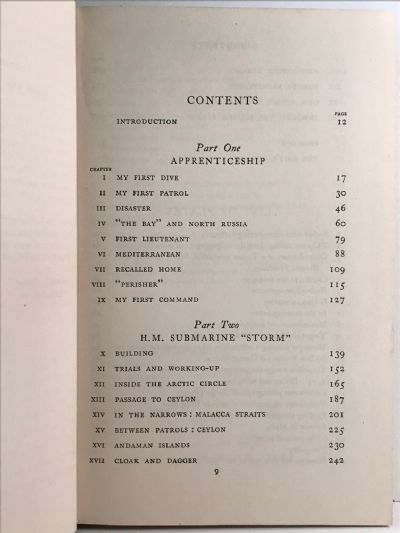 CONTENTS
PAGE
INTRODUCTION 12
Part One
APPRENTICESHIP
CHAPTER
I MY FIRST DIVE 17
II MY FIRST PATROL 30
III DISASTER 46
IV "THE BAY" AND NORTH RUSSIA 60
V FIRST LIEUTENANT 79
VI MEDITERRANEAN 88
VII RECALLED HOME 109
VIII "PERISHER" 115
IX MY FIRST COMMAND 127
Part Two
H.M. SUBMARINE "STORM"
X BUILDING 139
XI TRIALS AND WORKING-UP 152
XII INSIDE THE ARCTIC CIRCLE 165
XIII PASSAGE TO CEYLON 187
XIV IN THE NARROWS: MALACCA STRAITS 201
XV BETWEEN PATROLS: CEYLON 225
XVI ANDAMAN ISLANDS 230
XVII CLOAK AND DAGGER 242
9